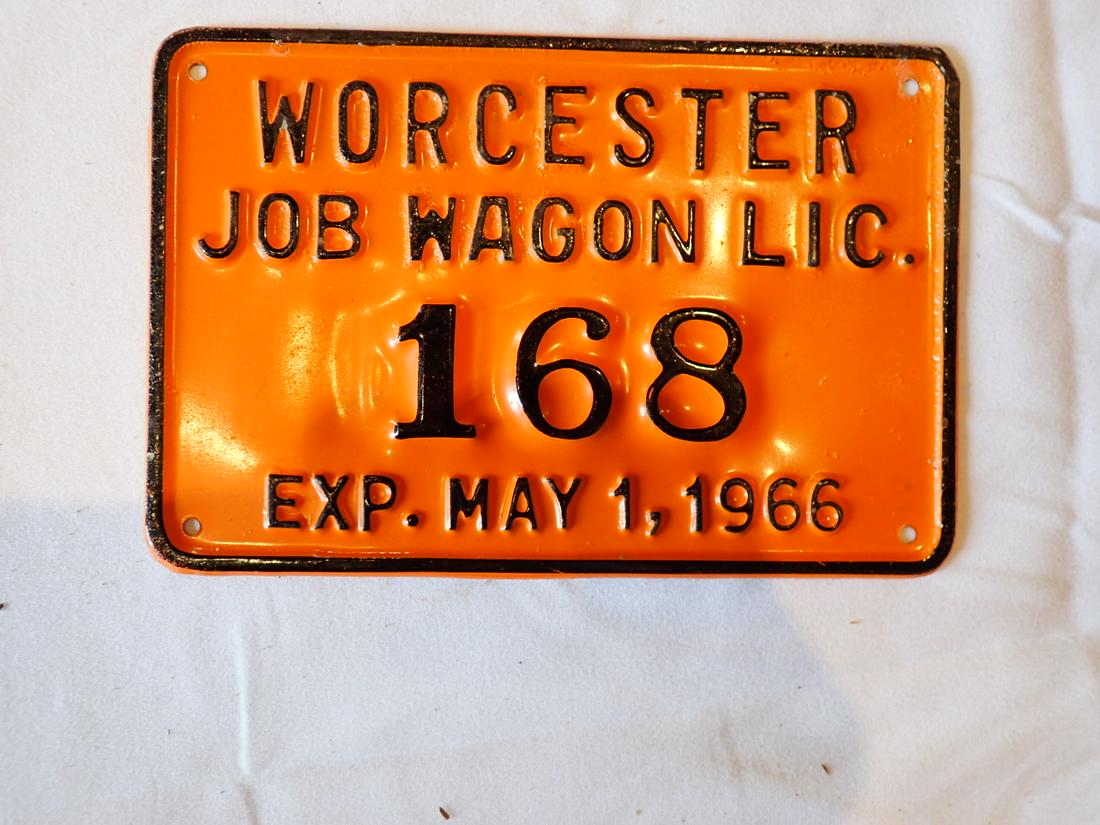 WORCESTER
JOB WAGON LIC.
168
EXP. MAY 1, 1966